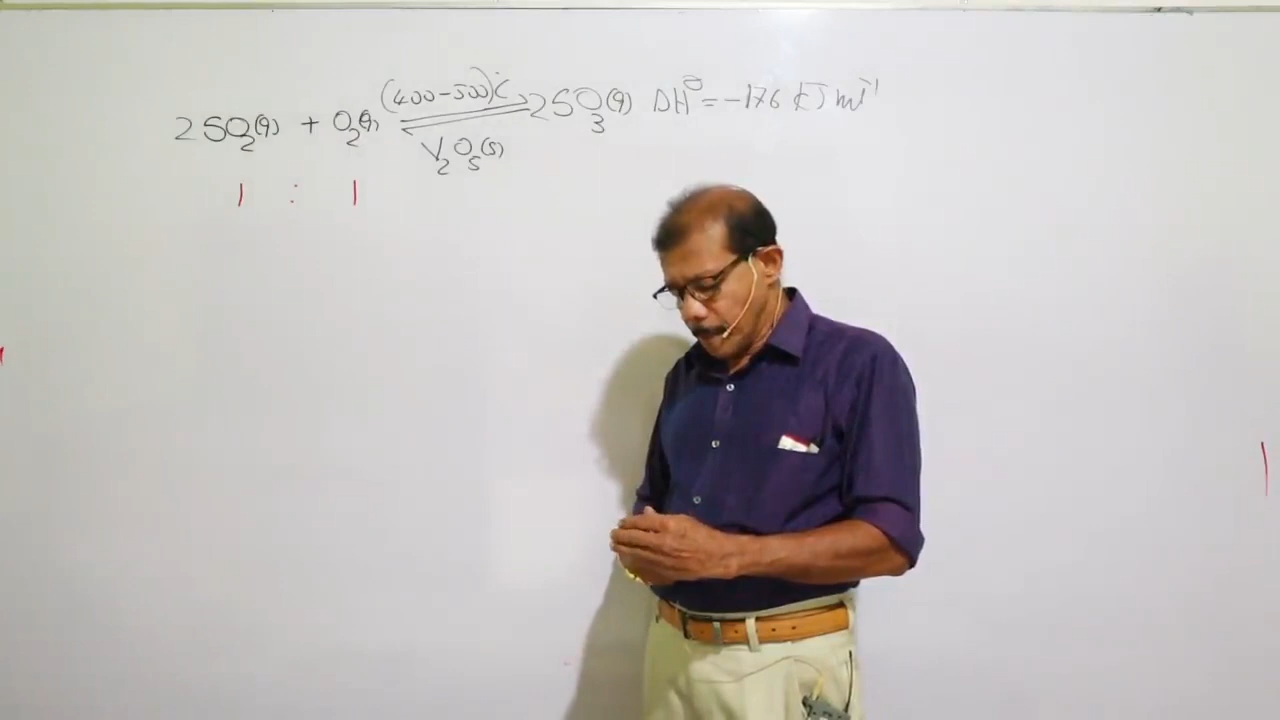 (400-500)°C
2SO₂(g) + O₂(g) ⇌ 2SO₃(g) ΔH° = -176 kJ mol⁻¹
V₂O₅(s)
1 : 1